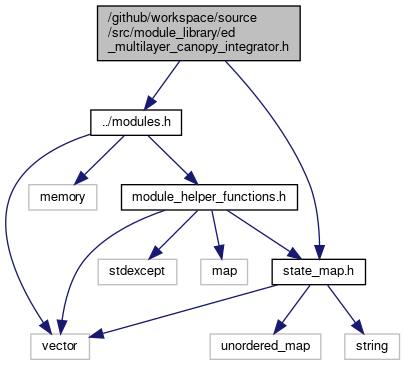 /github/workspace/source
/src/module_library/ed
_multilayer_canopy_integrator.h
../modules.h
memory
module_helper_functions.h
stdexcept
map
state_map.h
vector
unordered_map
string